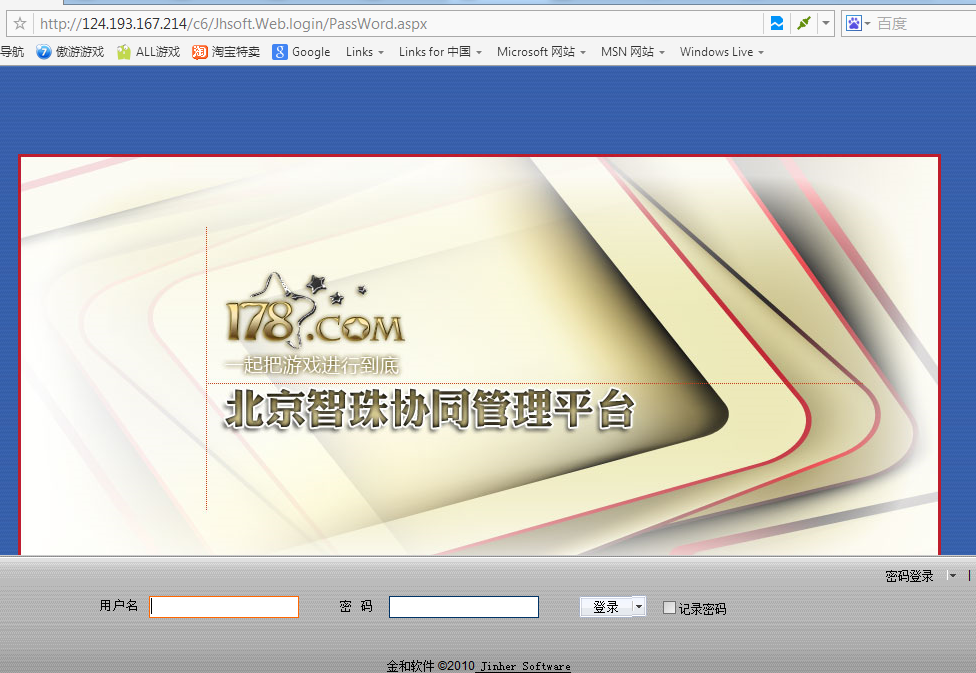 http://124.193.167.214/c6/Jhsoft.Web.login/PassWord.aspx 百度
导航 傲游游戏 ALL游戏 淘 淘宝特卖 Google Links Links for 中国 Microsoft 网站 MSN 网站 Windows Live
178.COM
一起把游戏进行到底
北京智珠协同管理平台
密码登录
用户名 密 码 登录 记录密码
金和软件 ©2010 Jinher Software